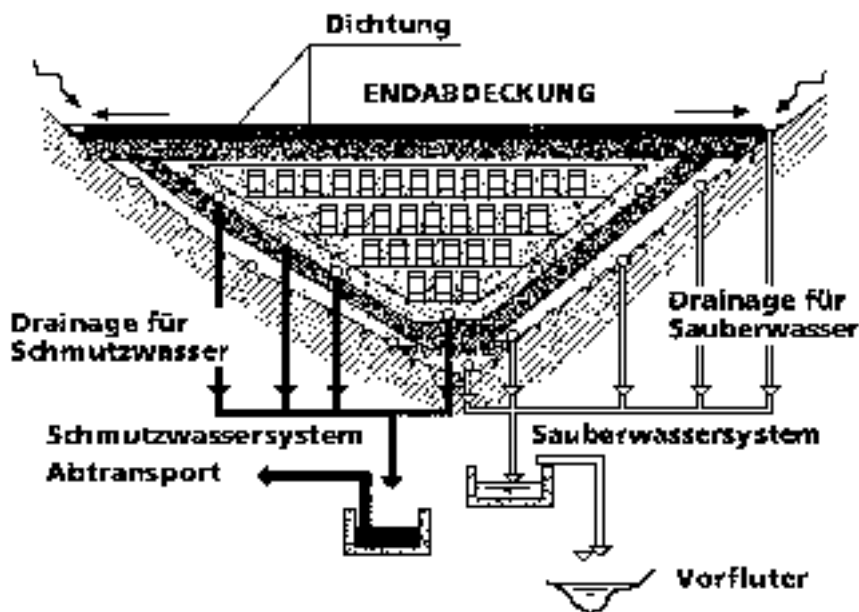 Dichtung
ENDABDECKUNG
Drainage für
Schmutzwasser
Drainage für
Sauberwasser
Schmutzwassersystem
Sauberwassersystem
Abtransport
Vorfluter